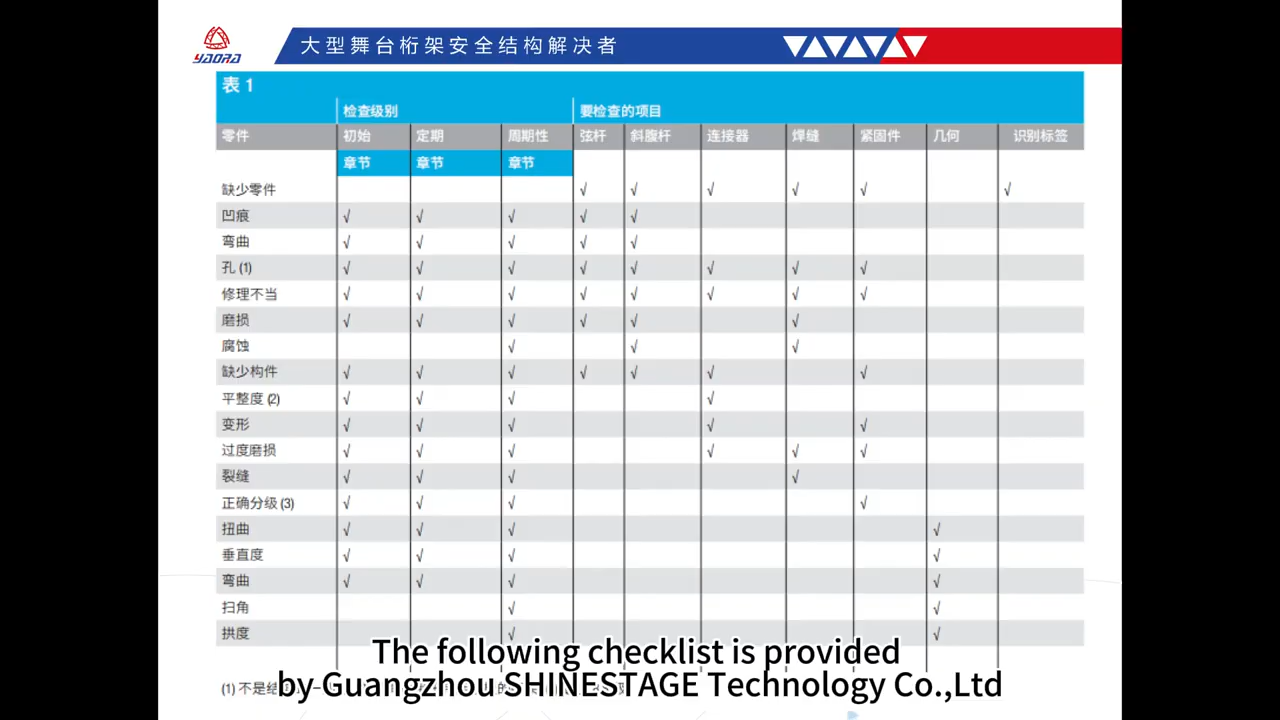 YAORA
大型舞台桁架安全结构解决者
表 1
检查级别 要检查的项目
零件 初始 定期 周期性 弦杆 斜腹杆 连接器 焊缝 紧固件 几何 识别标签
章节 章节 章节
缺少零件 √ √ √ √ √ √
凹痕 √ √ √ √ √
弯曲 √ √ √ √ √
孔 (1) √ √ √ √ √ √ √ √
修理不当 √ √ √ √ √ √ √ √
磨损 √ √ √ √ √ √
腐蚀 √ √ √
缺少构件 √ √ √ √ √ √ √
平整度 (2) √ √ √ √
变形 √ √ √ √ √
过度磨损 √ √ √ √ √ √
裂缝 √ √ √ √
正确分级 (3) √ √ √ √
扭曲 √ √ √ √
垂直度 √ √ √ √
弯曲 √ √ √ √
扫角 √ √
拱度 √ √
The following checklist is provided
by Guangzhou SHINESTAGE Technology Co.,Ltd
(1) 不是结